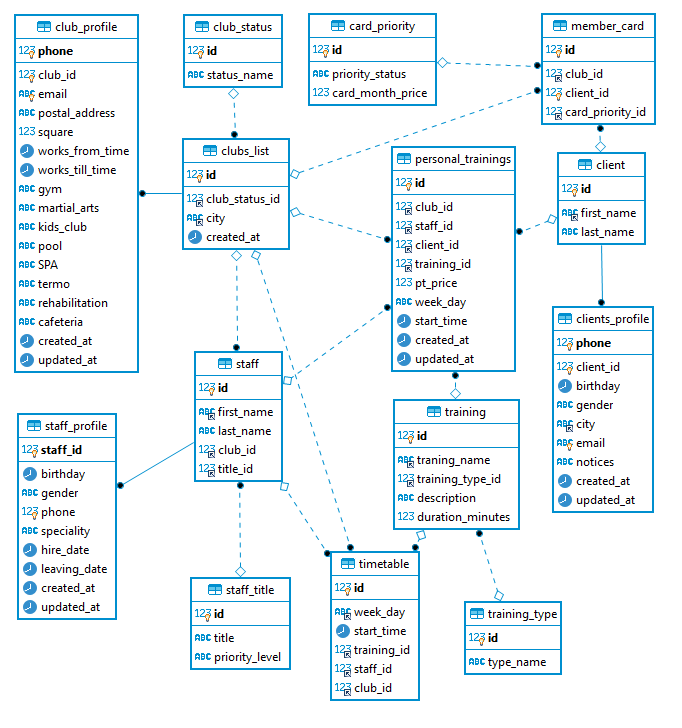 club_profile
123 phone
123 club_id
ABC email
ABC postal_address
123 square
works_from_time
works_till_time
ABC gym
ABC martial_arts
ABC kids_club
ABC pool
ABC SPA
ABC termo
ABC rehabilitation
ABC cafeteria
created_at
updated_at
club_status
123 id
ABC status_name
card_priority
123 id
ABC priority_status
123 card_month_price
member_card
123 id
123 club_id
123 client_id
123 card_priority_id
clubs_list
123 id
123 club_status_id
ABC city
created_at
personal_trainings
123 id
123 club_id
123 staff_id
123 client_id
123 training_id
123 pt_price
ABC week_day
start_time
created_at
updated_at
client
123 id
ABC first_name
ABC last_name
clients_profile
123 phone
123 client_id
birthday
ABC gender
ABC city
ABC email
ABC notices
created_at
updated_at
staff
123 id
ABC first_name
ABC last_name
123 club_id
123 title_id
staff_profile
123 staff_id
birthday
ABC gender
123 phone
ABC speciality
hire_date
leaving_date
created_at
updated_at
training
123 id
ABC traning_name
123 training_type_id
ABC description
123 duration_minutes
staff_title
123 id
ABC title
ABC priority_level
timetable
123 id
ABC week_day
start_time
123 training_id
123 staff_id
123 club_id
training_type
123 id
ABC type_name